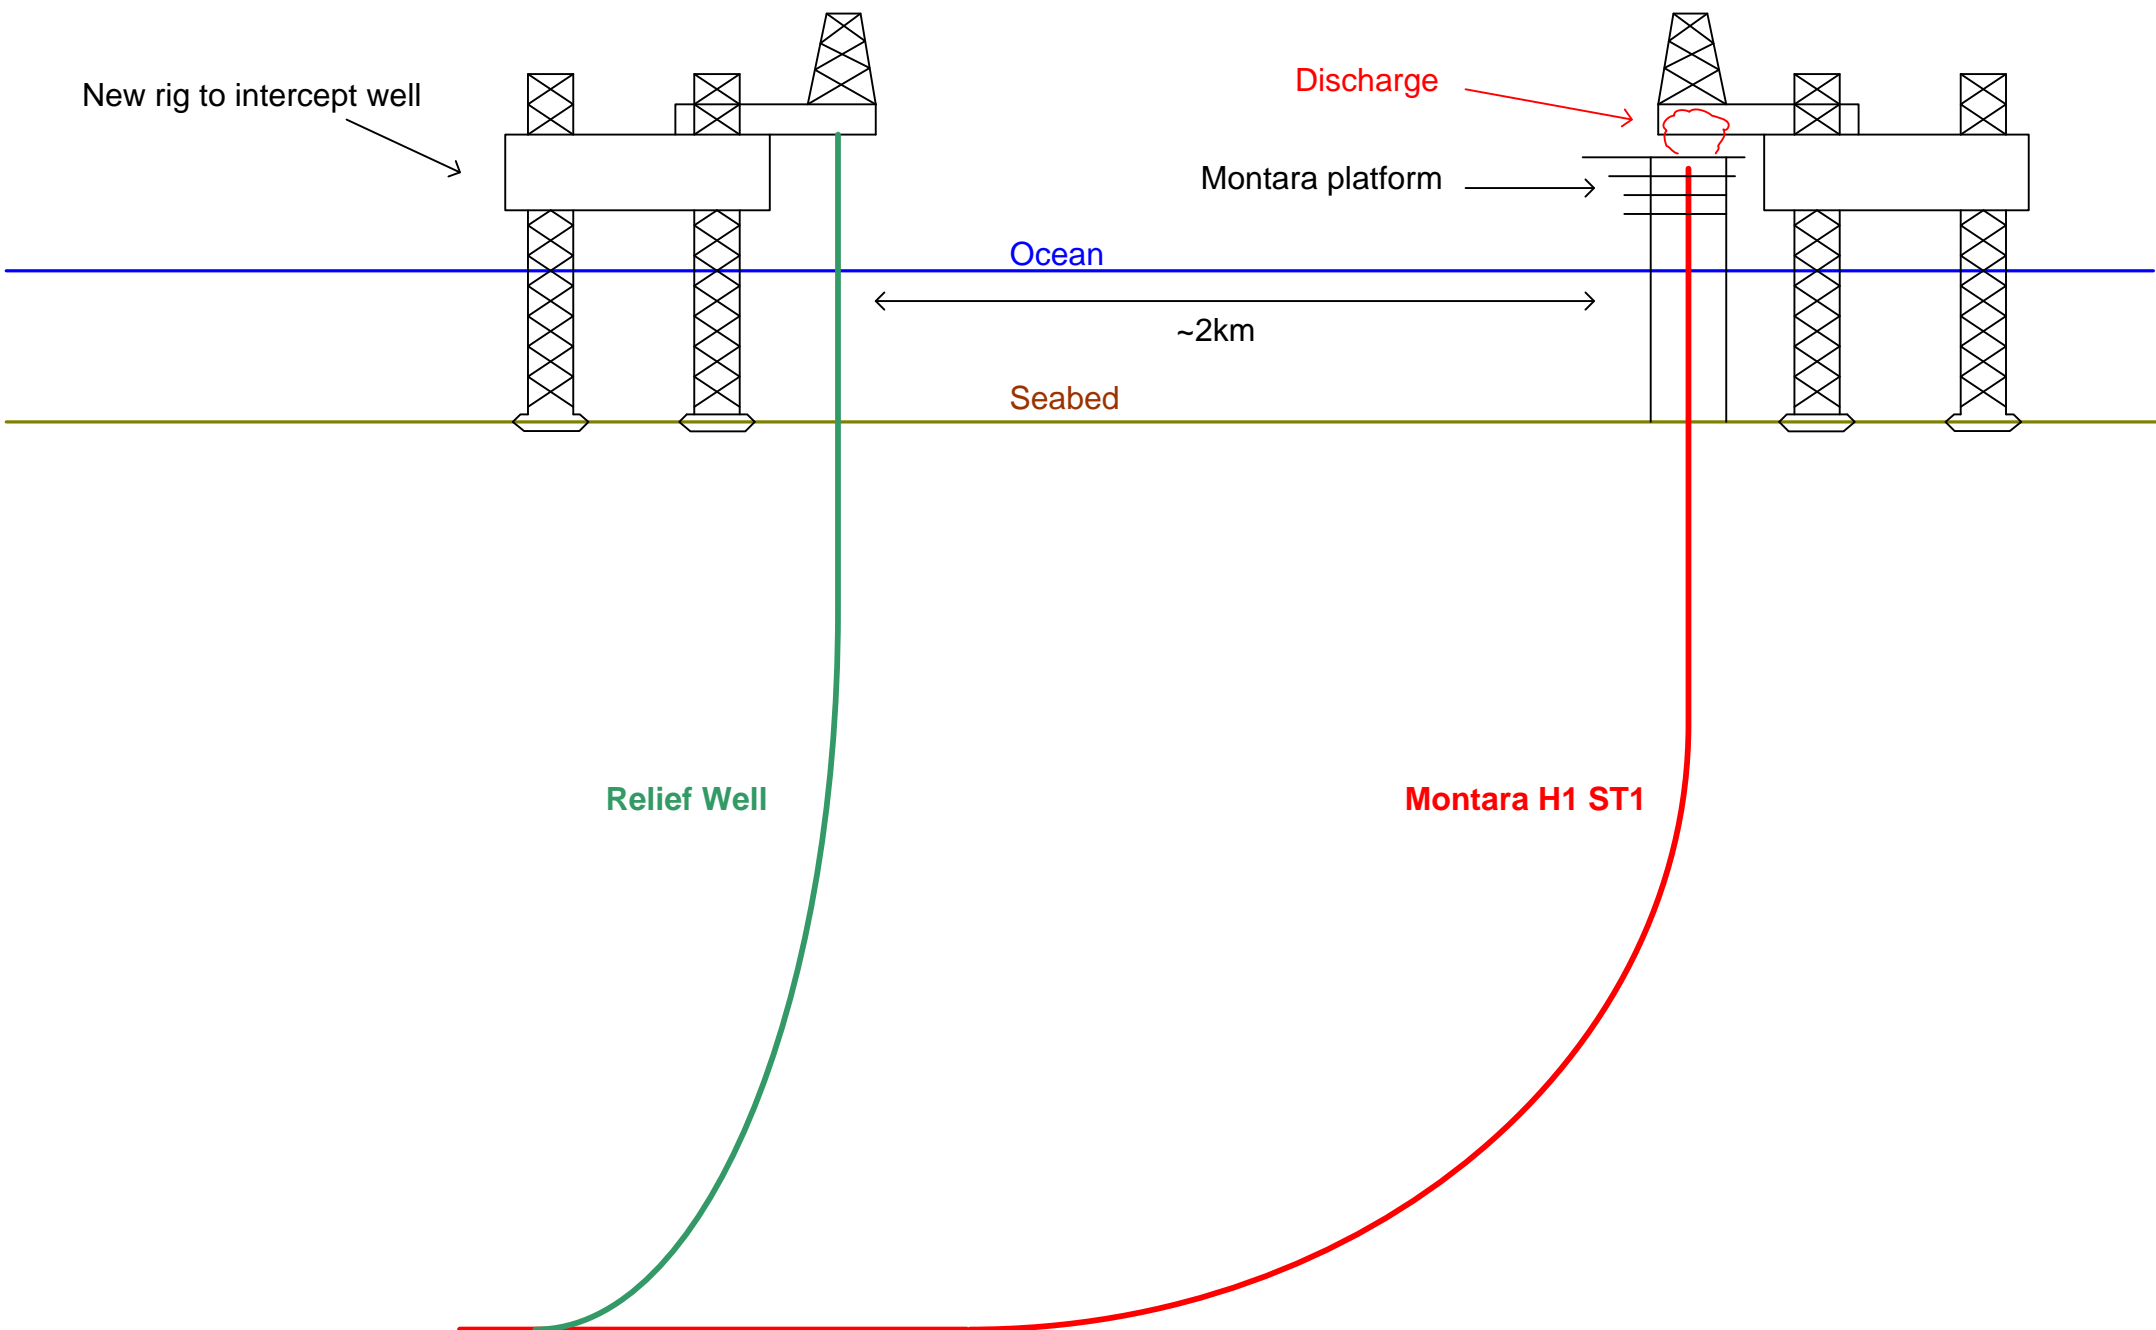 New rig to intercept well
Discharge
Montara platform
Ocean
~2km
Seabed
Relief Well
Montara H1 ST1